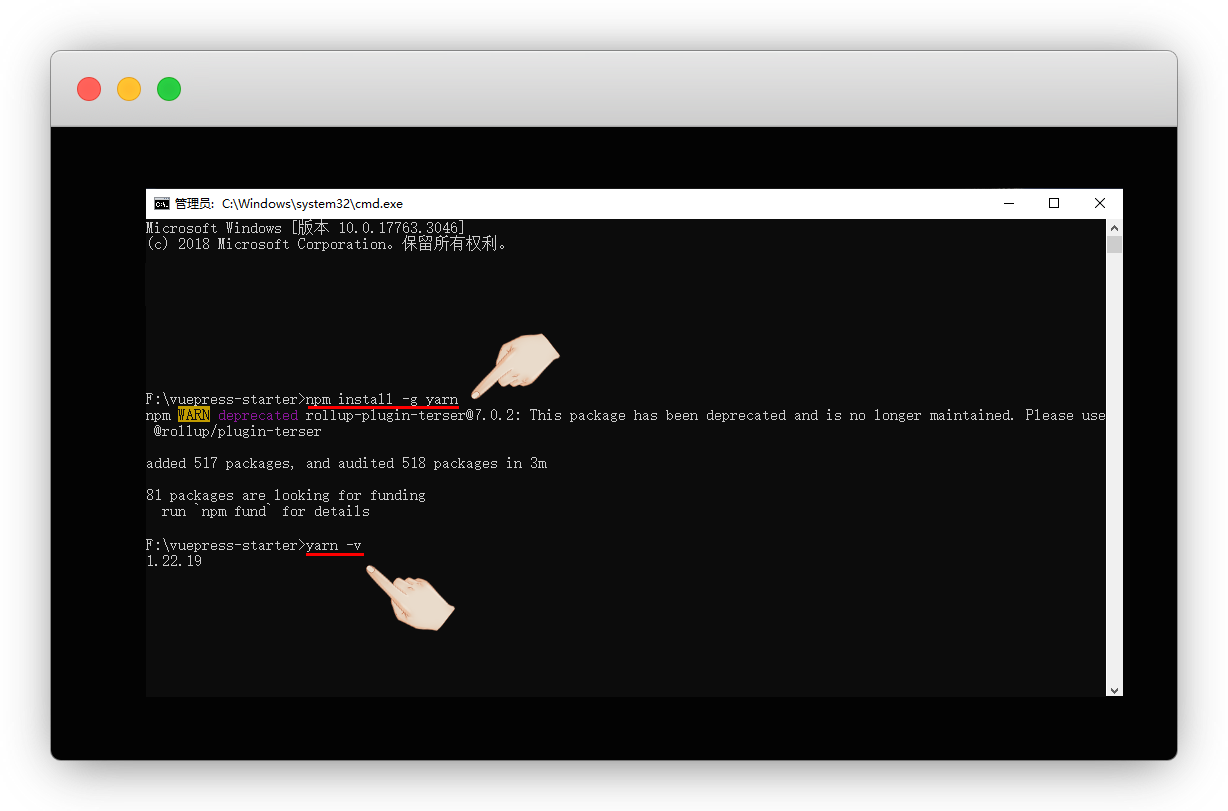 管理员: C:\Windows\system32\cmd.exe
Microsoft Windows [版本 10.0.17763.3046]
(c) 2018 Microsoft Corporation。保留所有权利。
F:\vuepress-starter>npm install -g yarn
npm WARN deprecated rollup-plugin-terser@7.0.2: This package has been deprecated and is no longer maintained. Please use
@rollup/plugin-terser
added 517 packages, and audited 518 packages in 3m
81 packages are looking for funding
run `npm fund` for details
F:\vuepress-starter>yarn -v
1.22.19